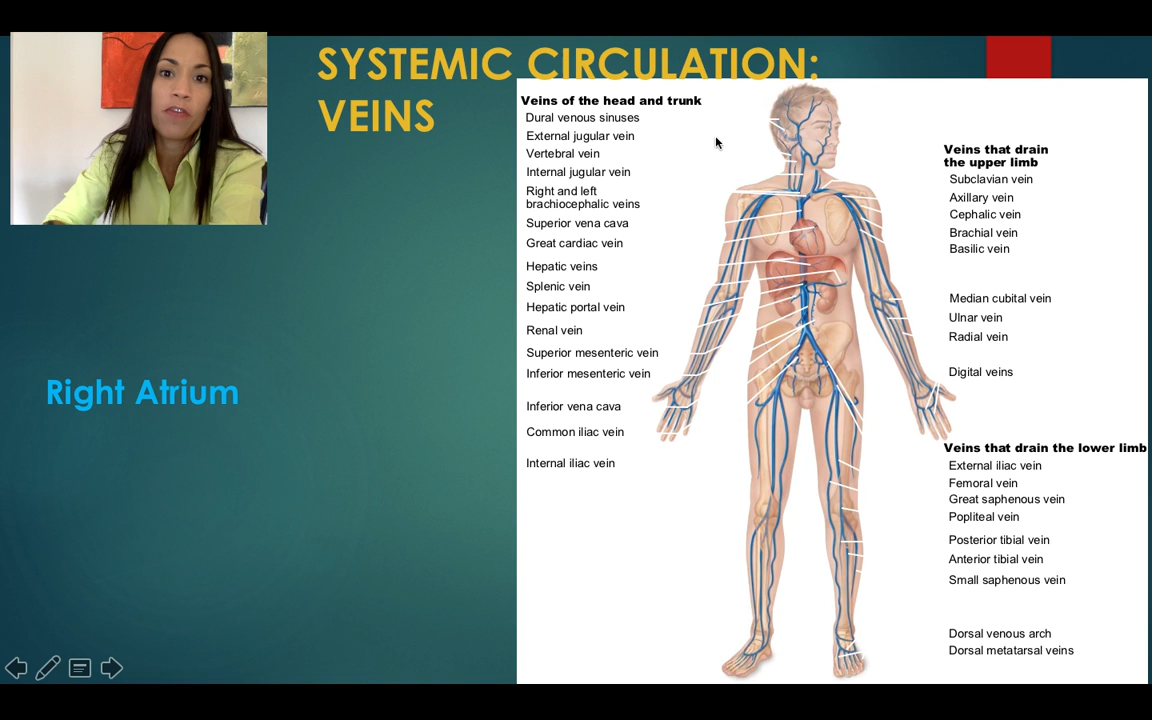 SYSTEMIC CIRCULATION:
VEINS
Right Atrium
Veins of the head and trunk
Dural venous sinuses
External jugular vein
Vertebral vein
Internal jugular vein
Right and left
brachiocephalic veins
Superior vena cava
Great cardiac vein
Hepatic veins
Splenic vein
Hepatic portal vein
Renal vein
Superior mesenteric vein
Inferior mesenteric vein
Inferior vena cava
Common iliac vein
Internal iliac vein
Veins that drain
the upper limb
Subclavian vein
Axillary vein
Cephalic vein
Brachial vein
Basilic vein
Median cubital vein
Ulnar vein
Radial vein
Digital veins
Veins that drain the lower limb
External iliac vein
Femoral vein
Great saphenous vein
Popliteal vein
Posterior tibial vein
Anterior tibial vein
Small saphenous vein
Dorsal venous arch
Dorsal metatarsal veins